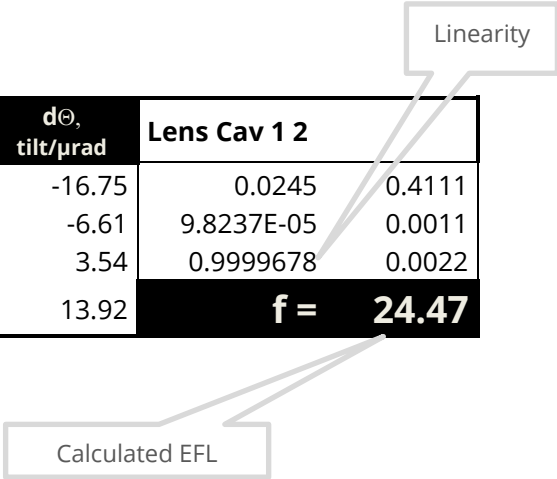 Linearity
dΘ,
tilt/µrad
Lens Cav 1 2
-16.75 0.0245 0.4111
-6.61 9.8237E-05 0.0011
3.54 0.9999678 0.0022
13.92 f = 24.47
Calculated EFL